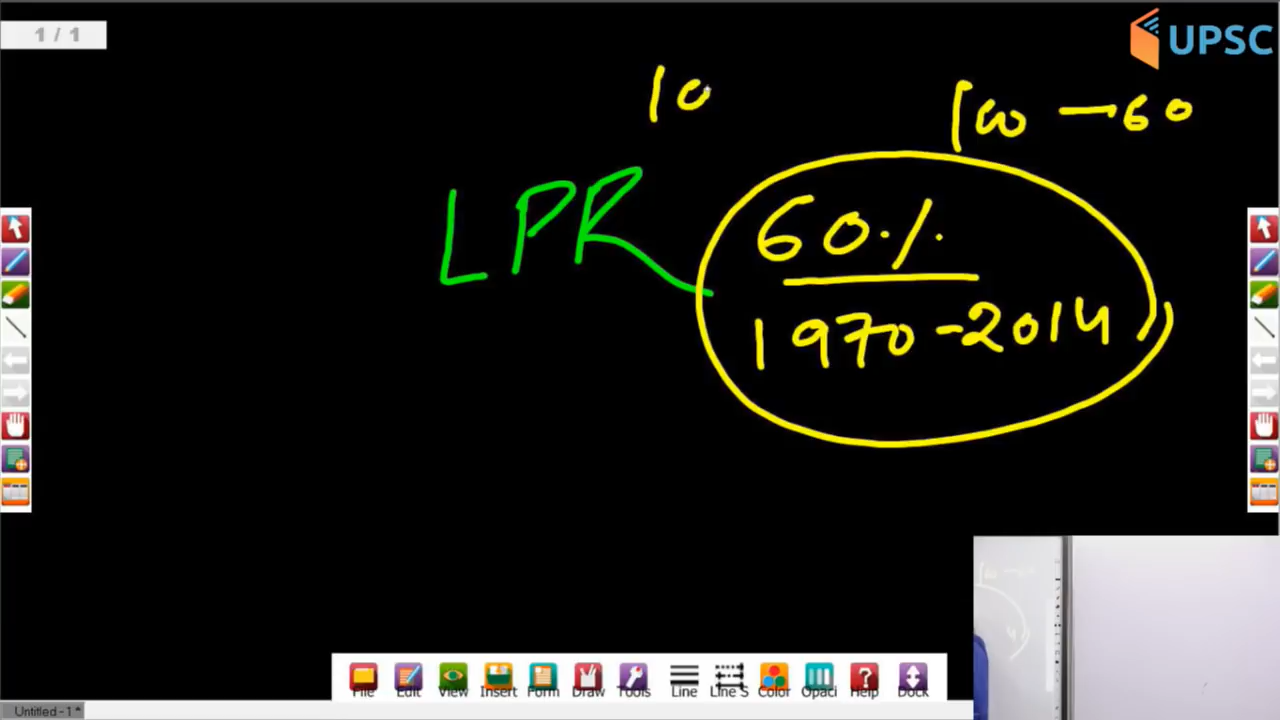 1 / 1
UPSC
10
100 → 60
LPR
60%
1970-2014
File Edit View Insert Form Draw Tools Line Line S Color Opaci Help Dock
Untitled - 1 *